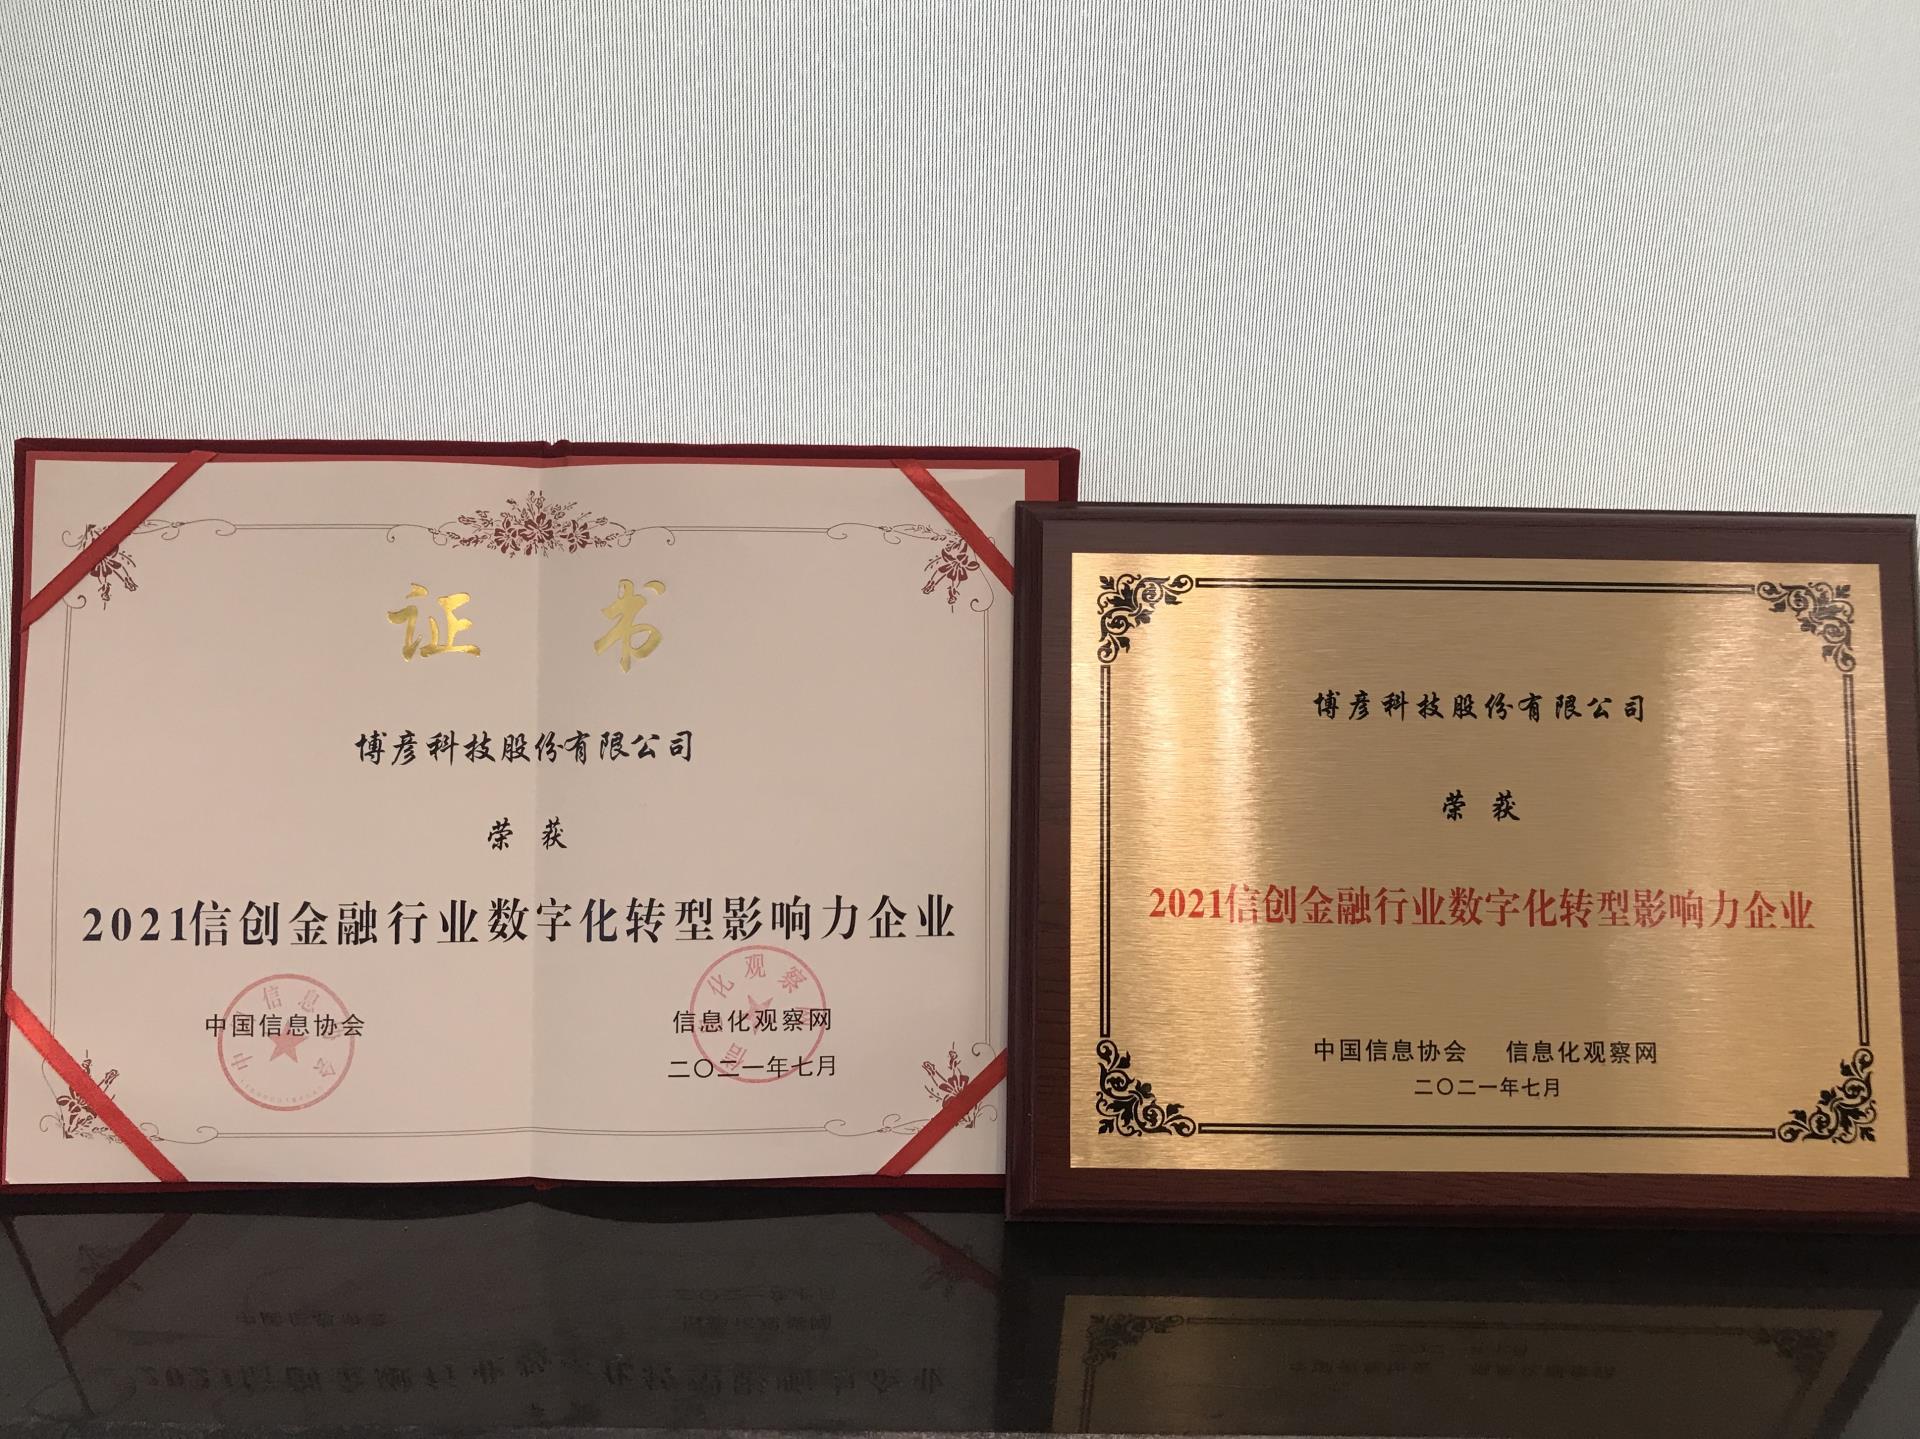 证 书
博彦科技股份有限公司
荣 获
2021信创金融行业数字化转型影响力企业
中国信息协会 信息化观察网
二〇二一年七月
博彦科技股份有限公司
荣 获
2021信创金融行业数字化转型影响力企业
中国信息协会 信息化观察网
二〇二一年七月